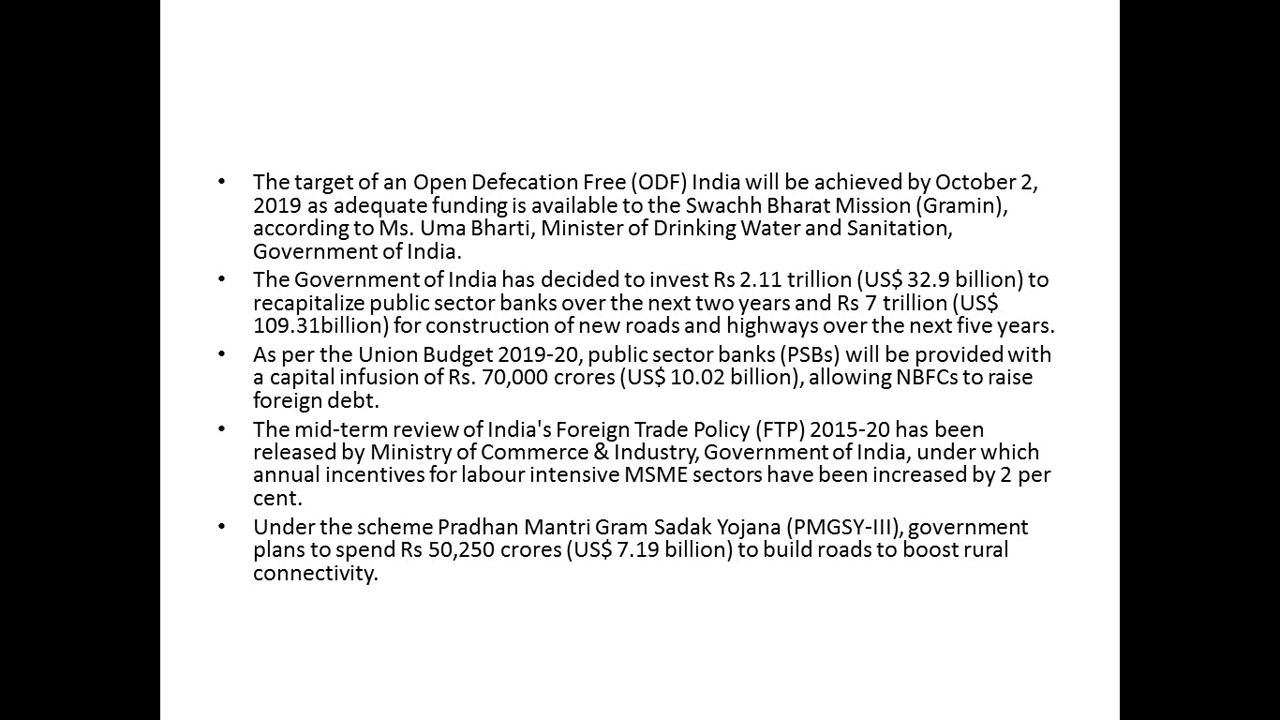 • The target of an Open Defecation Free (ODF) India will be achieved by October 2,
2019 as adequate funding is available to the Swachh Bharat Mission (Gramin),
according to Ms. Uma Bharti, Minister of Drinking Water and Sanitation,
Government of India.
• The Government of India has decided to invest Rs 2.11 trillion (US$ 32.9 billion) to
recapitalize public sector banks over the next two years and Rs 7 trillion (US$
109.31billion) for construction of new roads and highways over the next five years.
• As per the Union Budget 2019-20, public sector banks (PSBs) will be provided with
a capital infusion of Rs. 70,000 crores (US$ 10.02 billion), allowing NBFCs to raise
foreign debt.
• The mid-term review of India's Foreign Trade Policy (FTP) 2015-20 has been
released by Ministry of Commerce & Industry, Government of India, under which
annual incentives for labour intensive MSME sectors have been increased by 2 per
cent.
• Under the scheme Pradhan Mantri Gram Sadak Yojana (PMGSY-III), government
plans to spend Rs 50,250 crores (US$ 7.19 billion) to build roads to boost rural
connectivity.